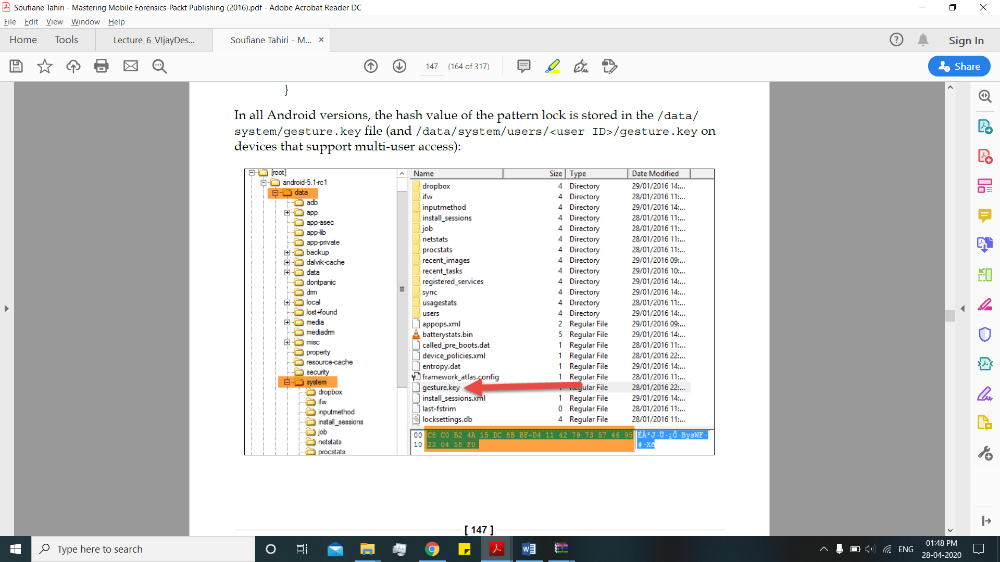 Soufiane Tahiri - Mastering Mobile Forensics-Packt Publishing (2016).pdf - Adobe Acrobat Reader DC
File Edit View Window Help
Home Tools Lecture_6_VIjayDes... Soufiane Tahiri - M... × Sign In
147 (164 of 317) Share
}
In all Android versions, the hash value of the pattern lock is stored in the /data/
system/gesture.key file (and /data/system/users/<user ID>/gesture.key on
devices that support multi-user access):
[root]
android-5.1-rc1
data
adb
app
app-asec
app-lib
app-private
backup
dalvik-cache
data
dontpanic
drm
local
lost+found
media
mediadrm
misc
property
resource-cache
security
system
dropbox
ifw
inputmethod
install_sessions
job
netstats
procstats
Name Size Type Date Modified
dropbox 4 Directory 29/01/2016 14:...
ifw 4 Directory 28/01/2016 11:...
inputmethod 4 Directory 29/01/2016 14:...
install_sessions 4 Directory 28/01/2016 11:...
job 4 Directory 28/01/2016 11:...
netstats 4 Directory 28/01/2016 11:...
procstats 4 Directory 28/01/2016 11:...
recent_images 4 Directory 29/01/2016 09:...
recent_tasks 4 Directory 29/01/2016 10:...
registered_services 4 Directory 29/01/2016 14:...
sync 4 Directory 29/01/2016 14:...
usagestats 4 Directory 28/01/2016 11:...
users 4 Directory 29/01/2016 14:...
appops.xml 2 Regular File 29/01/2016 09:...
batterystats.bin 5 Regular File 29/01/2016 14:...
called_pre_boots.dat 1 Regular File 28/01/2016 11:...
device_policies.xml 1 Regular File 28/01/2016 22:...
entropy.dat 1 Regular File 29/01/2016 14:...
framework_atlas.config 1 Regular File 28/01/2016 11:...
gesture.key 1 Regular File 28/01/2016 22:...
install_sessions.xml 1 Regular File 29/01/2016 14:...
last-fstrim 0 Regular File 28/01/2016 11:...
locksettings.db 4 Regular File 28/01/2016 11:...
00 C8 C0 B2 4A 15 DC 8B BF-D4 11 42 79 73 57 46 95 ÈÀ²J·Ü·¿Ô·BysWF·
10 23 04 58 F0 #·Xð
[ 147 ]
Type here to search
ENG
01:48 PM
28-04-2020